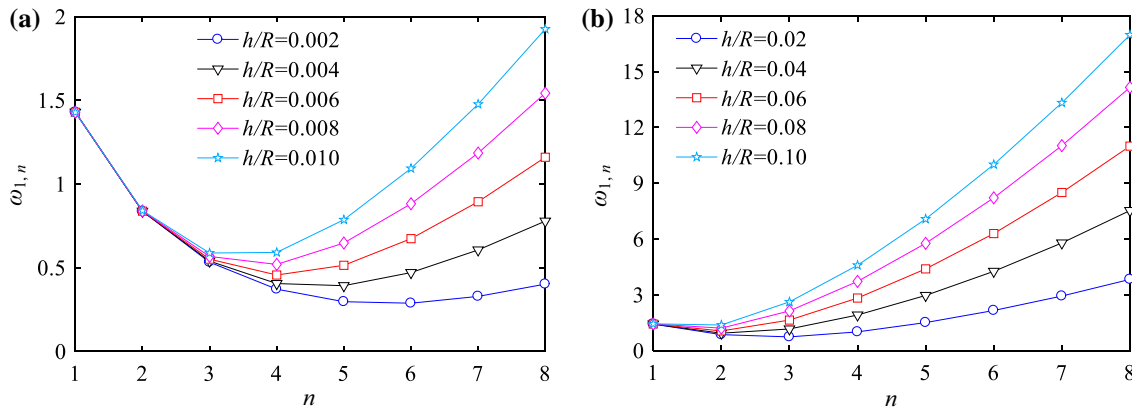 (a)
2
1.5
1
0.5
0
ω1, n
h/R=0.002
h/R=0.004
h/R=0.006
h/R=0.008
h/R=0.010
1 2 3 4 5 6 7 8
n
(b)
18
15
12
9
6
3
0
ω1, n
h/R=0.02
h/R=0.04
h/R=0.06
h/R=0.08
h/R=0.10
1 2 3 4 5 6 7 8
n